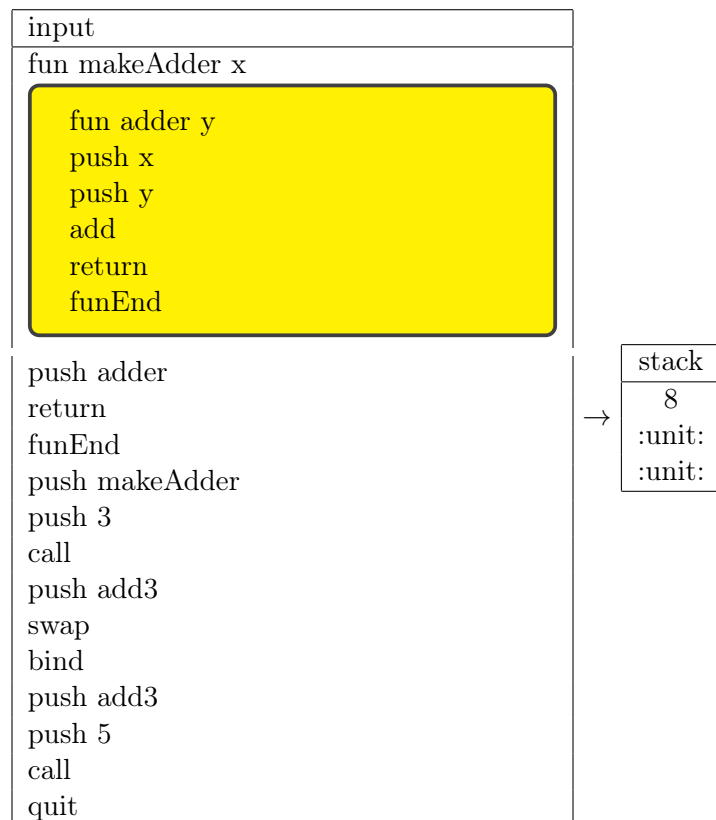 input
fun makeAdder x
fun adder y
push x
push y
add
return
funEnd
push adder
return
funEnd
push makeAdder
push 3
call
push add3
swap
bind
push add3
push 5
call
quit
→
stack
8
:unit:
:unit: